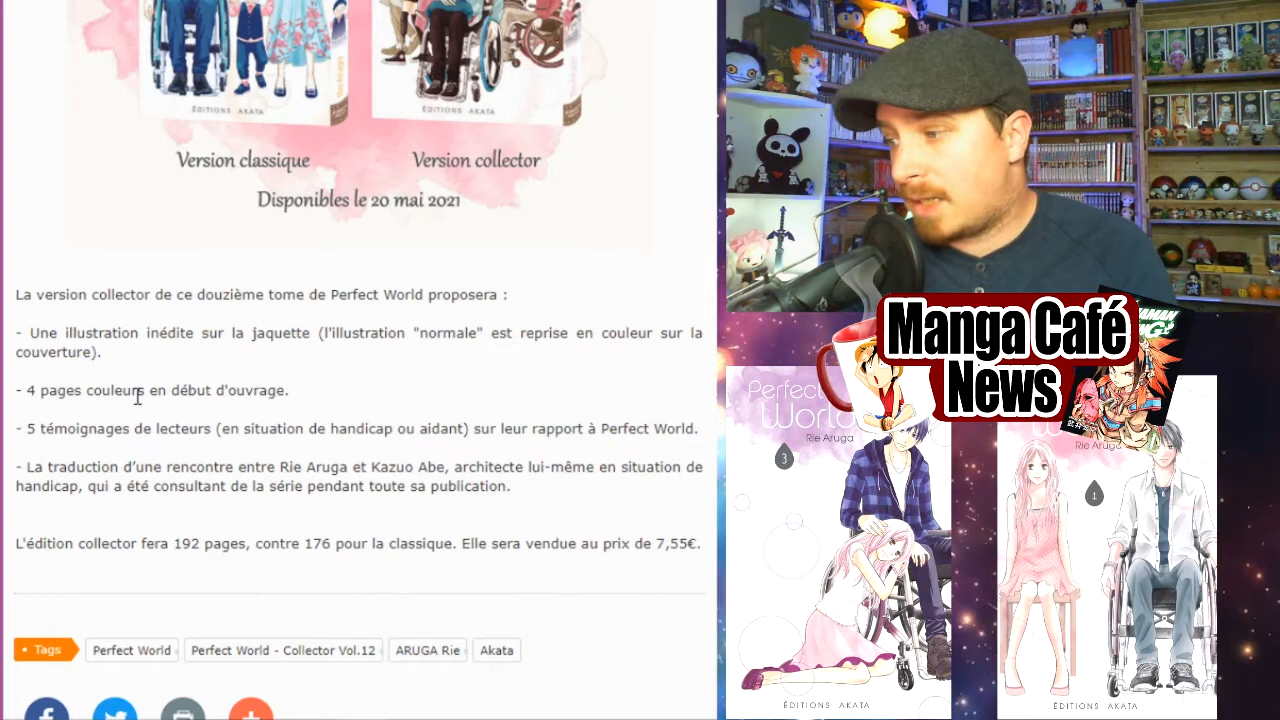 ÉDITIONS AKATA
ÉDITIONS AKATA
Version classique
Version collector
Disponibles le 20 mai 2021
La version collector de ce douzième tome de Perfect World proposera :
- Une illustration inédite sur la jaquette (l'illustration "normale" est reprise en couleur sur la
couverture).
- 4 pages couleurs en début d'ouvrage.
- 5 témoignages de lecteurs (en situation de handicap ou aidant) sur leur rapport à Perfect World.
- La traduction d’une rencontre entre Rie Aruga et Kazuo Abe, architecte lui-même en situation de
handicap, qui a été consultant de la série pendant toute sa publication.
L'édition collector fera 192 pages, contre 176 pour la classique. Elle sera vendue au prix de 7,55€.
Tags
Perfect World
Perfect World - Collector Vol.12
ARUGA Rie
Akata
Manga Café
News
Perfect
World
Rie Aruga
3
ÉDITIONS AKATA
Rie Aruga
1
ÉDITIONS AKATA